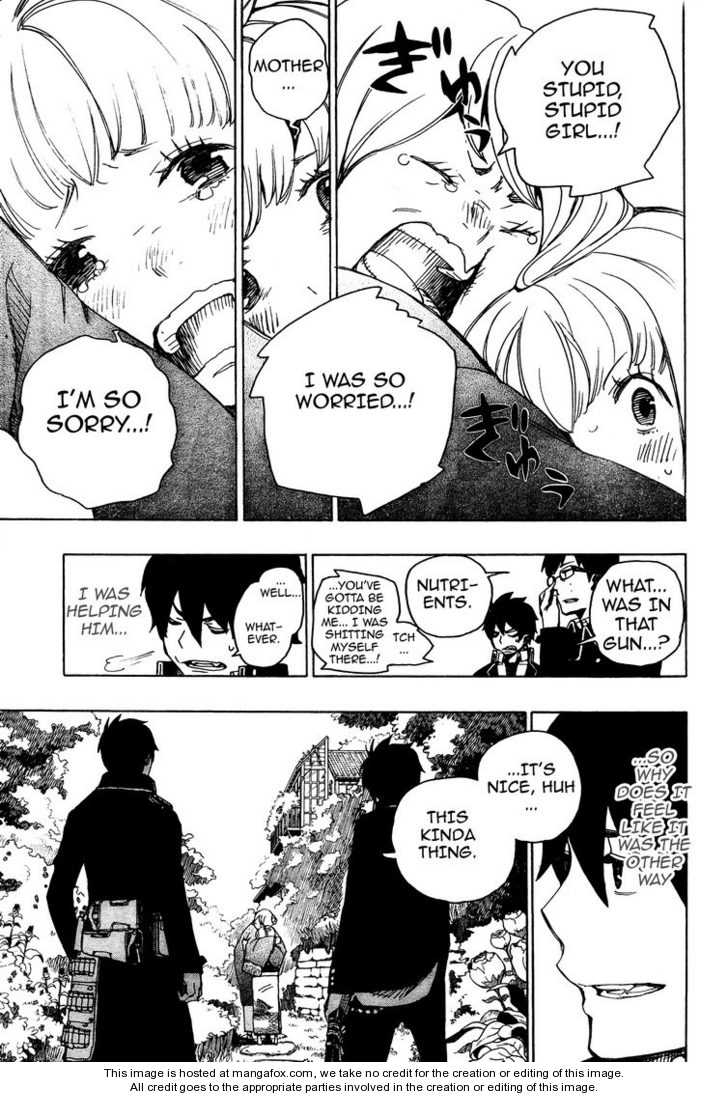 YOU
STUPID,
STUPID
GIRL...!
ぎゅう
ぎゅう
I WAS SO
WORRIED...!
MOTHER
...
I'M SO
SORRY...!
WHAT...
WAS IN
THAT
GUN...?
NUTRI-
ENTS.
TCH
...
...YOU'VE
GOTTA BE
KIDDING
ME... I WAS
SHITTING
MYSELF
THERE...!
...
WELL...
WHAT-
EVER.
I WAS
HELPING
HIM...
...SO
WHY
DOES IT
FEEL
LIKE IT
WAS THE
OTHER
WAY
...IT'S
NICE, HUH
...
THIS
KINDA
THING.
This image is hosted at mangafox.com, we take no credit for the creation or editing of this image.
All credit goes to the appropriate parties involved in the creation or editing of this image.